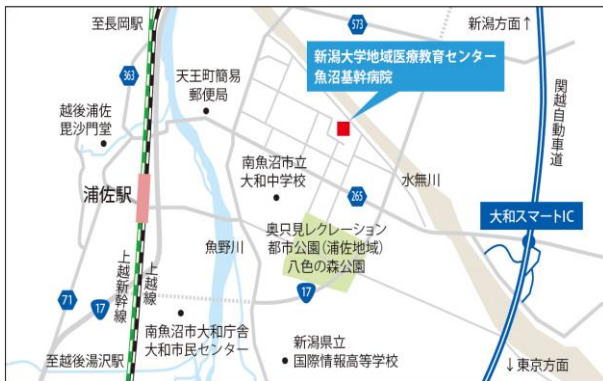 至長岡駅
573
新潟方面↑
新潟大学地域医療教育センター
魚沼基幹病院
363
天王町簡易
郵便局
関越自動車道
越後浦佐
毘沙門堂
南魚沼市立
大和中学校
水無川
浦佐駅
265
大和スマートIC
奥只見レクレーション
都市公園(浦佐地域)
八色の森公園
魚野川
上越線
上越新幹線
71
17
17
南魚沼市大和庁舎
大和市民センター
新潟県立
国際情報高等学校
至越後湯沢駅
↓東京方面